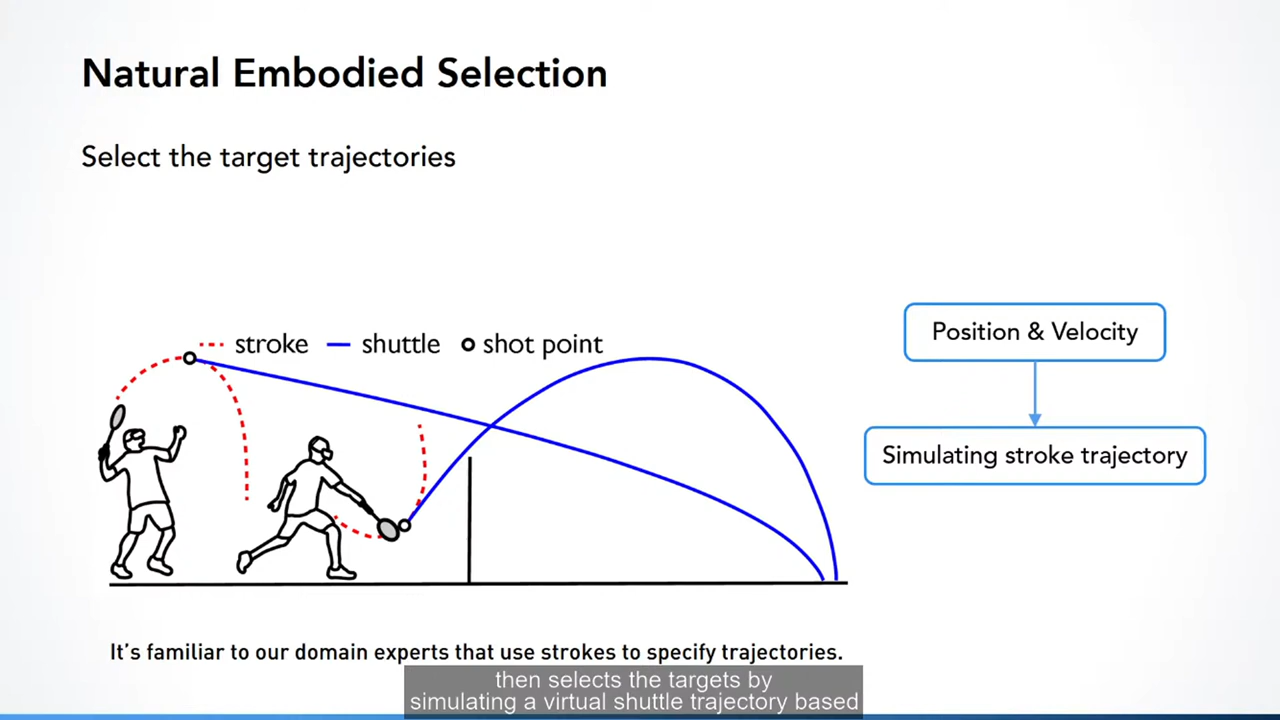 Natural Embodied Selection
Select the target trajectories
stroke shuttle shot point
Position & Velocity
Simulating stroke trajectory
It's familiar to our domain experts that use strokes to specify trajectories.
then selects the targets by
simulating a virtual shuttle trajectory based